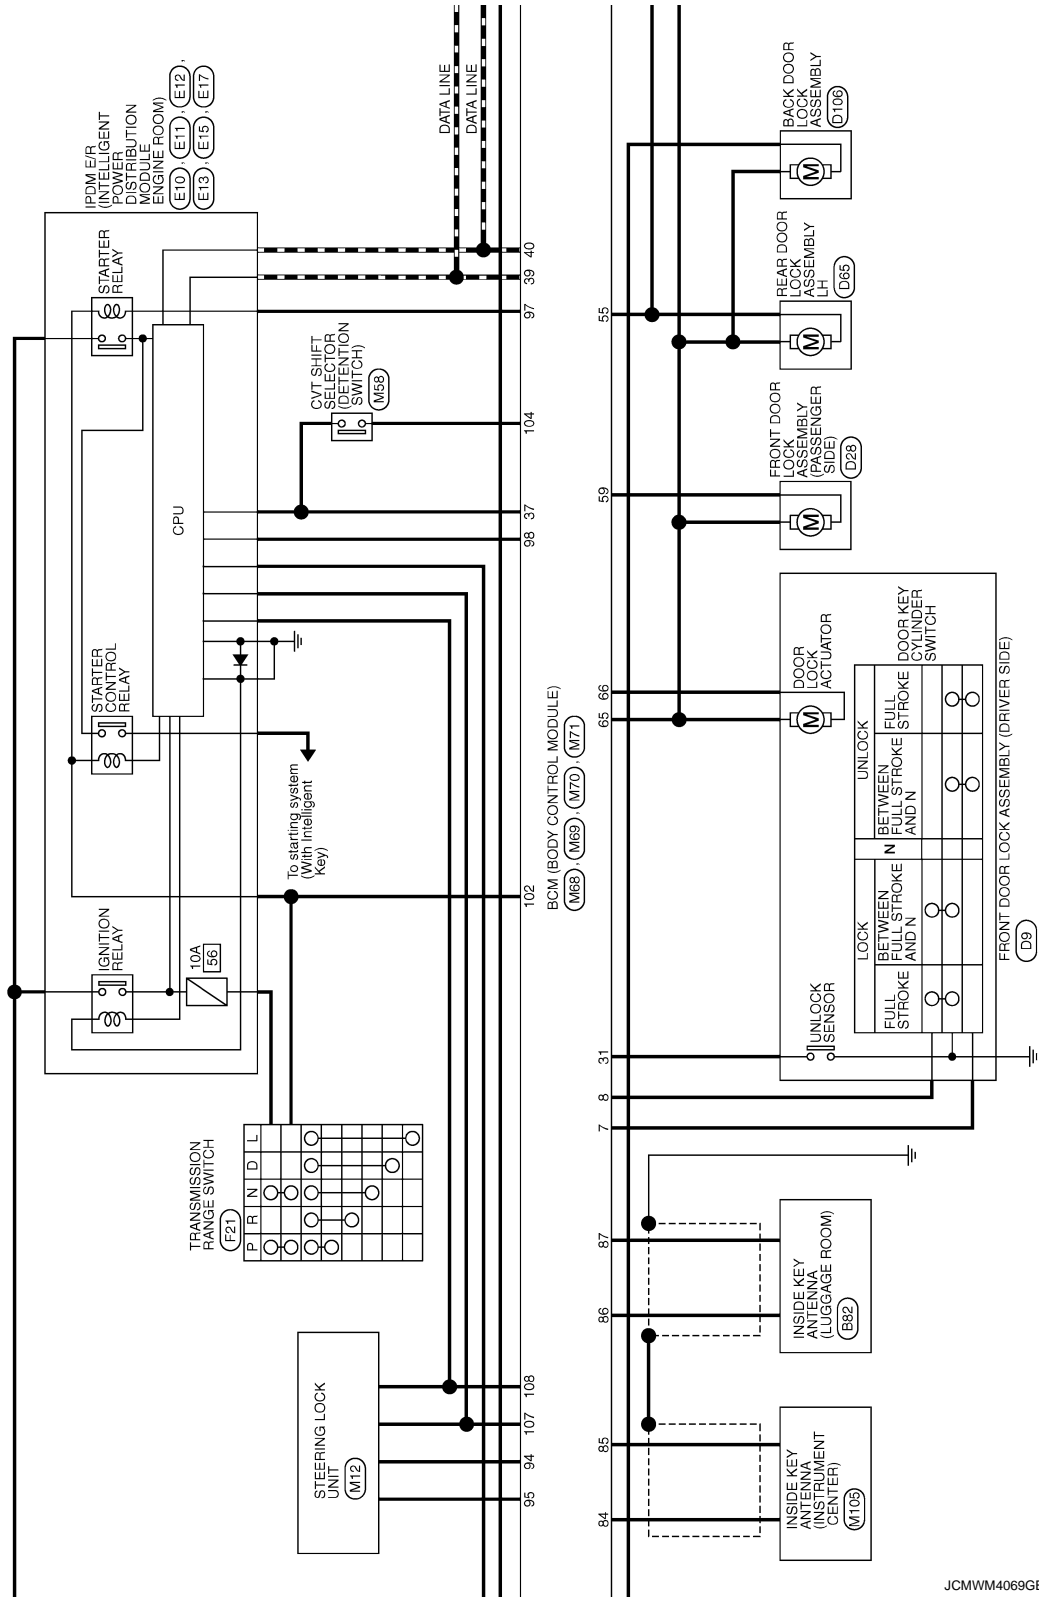 IPDM E/R
(INTELLIGENT
POWER
DISTRIBUTION
MODULE
ENGINE ROOM)
E10 , E11 , E12 ,
E13 , E15 , E17
STARTER
RELAY
STARTER
CONTROL
RELAY
IGNITION
RELAY
CPU
10A
56
DATA LINE
DATA LINE
CVT SHIFT
SELECTOR
(DETENTION
SWITCH)
M58
To starting system
(With Intelligent
Key)
TRANSMISSION
RANGE SWITCH
F21
P R N D L
STEERING LOCK
UNIT
M12
95 94 107 108 102 98 37 104 97 39 40
BCM (BODY CONTROL MODULE)
M68 , M69 , M70 , M71
84 85 86 87 7 8 31 65 66 59 55
INSIDE KEY
ANTENNA
(INSTRUMENT
CENTER)
M105
INSIDE KEY
ANTENNA
(LUGGAGE ROOM)
B82
UNLOCK
SENSOR
DOOR
LOCK
ACTUATOR
M
LOCK N UNLOCK
FULL
STROKE
BETWEEN
FULL STROKE
AND N
BETWEEN
FULL STROKE
AND N
FULL
STROKE
DOOR KEY
CYLINDER
SWITCH
FRONT DOOR LOCK ASSEMBLY (DRIVER SIDE)
D9
FRONT DOOR
LOCK
ASSEMBLY
(PASSENGER
SIDE)
D28
M
REAR DOOR
LOCK
ASSEMBLY
LH
D65
M
BACK DOOR
LOCK
ASSEMBLY
D106
M